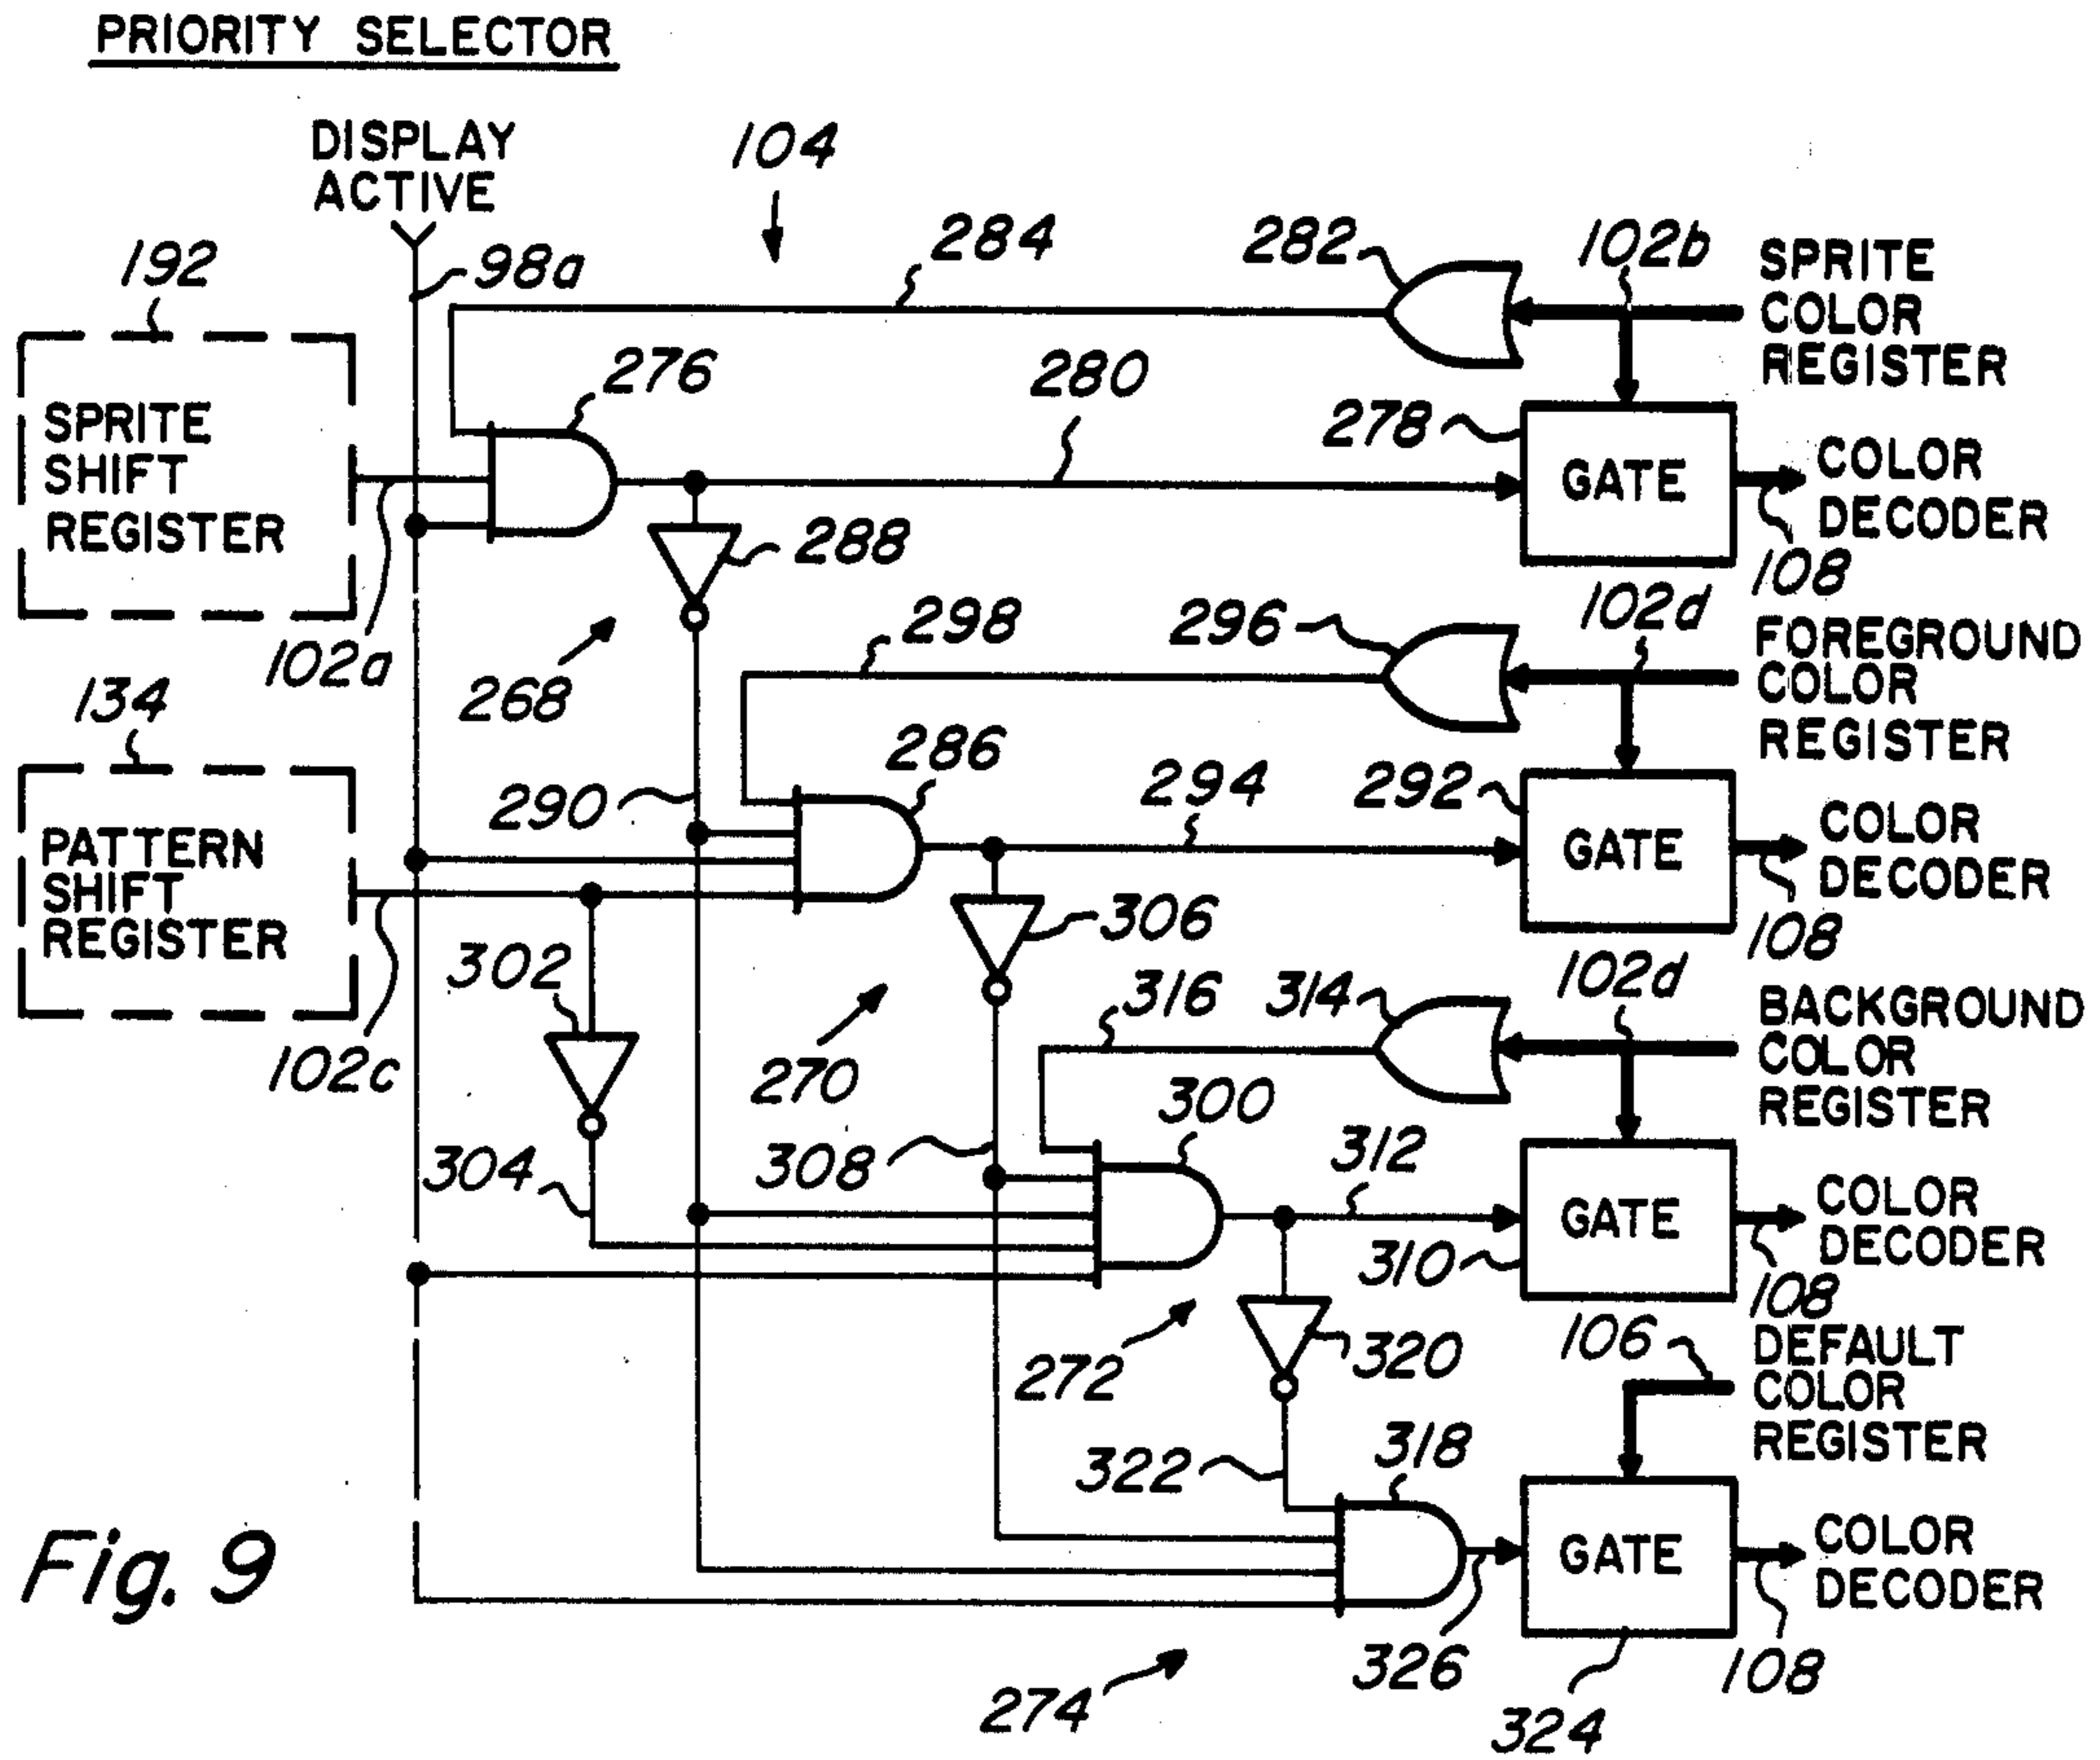 PRIORITY SELECTOR
DISPLAY
ACTIVE
104
98a
284
282
102b
SPRITE
COLOR
REGISTER
192
276
280
278
SPRITE
SHIFT
REGISTER
GATE
COLOR
DECODER
288
108
102a
268
298
296
102d
FOREGROUND
COLOR
REGISTER
134
286
290
294
292
PATTERN
SHIFT
REGISTER
GATE
COLOR
DECODER
302
306
108
102c
270
316
314
102d
BACKGROUND
COLOR
REGISTER
300
304
308
312
310
GATE
COLOR
DECODER
108
272
320
106
DEFAULT
COLOR
REGISTER
322
318
Fig. 9
GATE
COLOR
DECODER
326
108
274
324